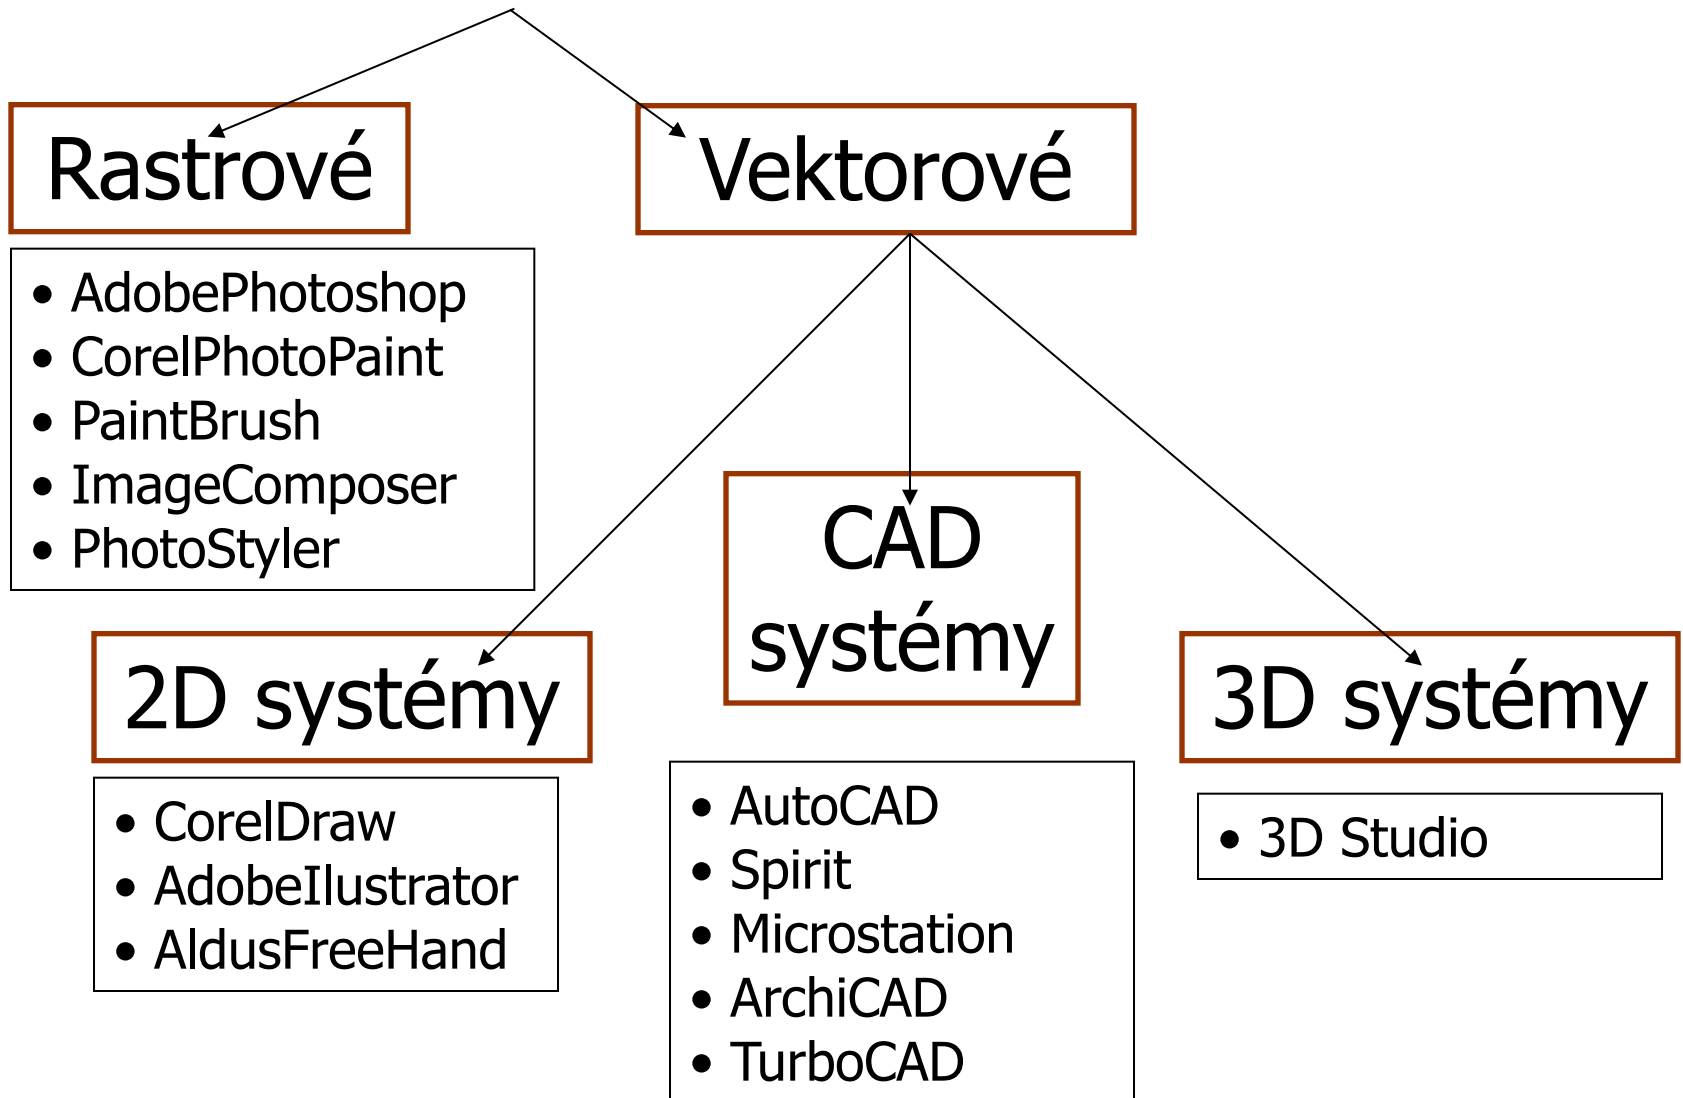 Rastrové
• AdobePhotoshop
• CorelPhotoPaint
• PaintBrush
• ImageComposer
• PhotoStyler
Vektorové
2D systémy
• CorelDraw
• AdobeIlustrator
• AldusFreeHand
CAD
systémy
• AutoCAD
• Spirit
• Microstation
• ArchiCAD
• TurboCAD
3D systémy
• 3D Studio